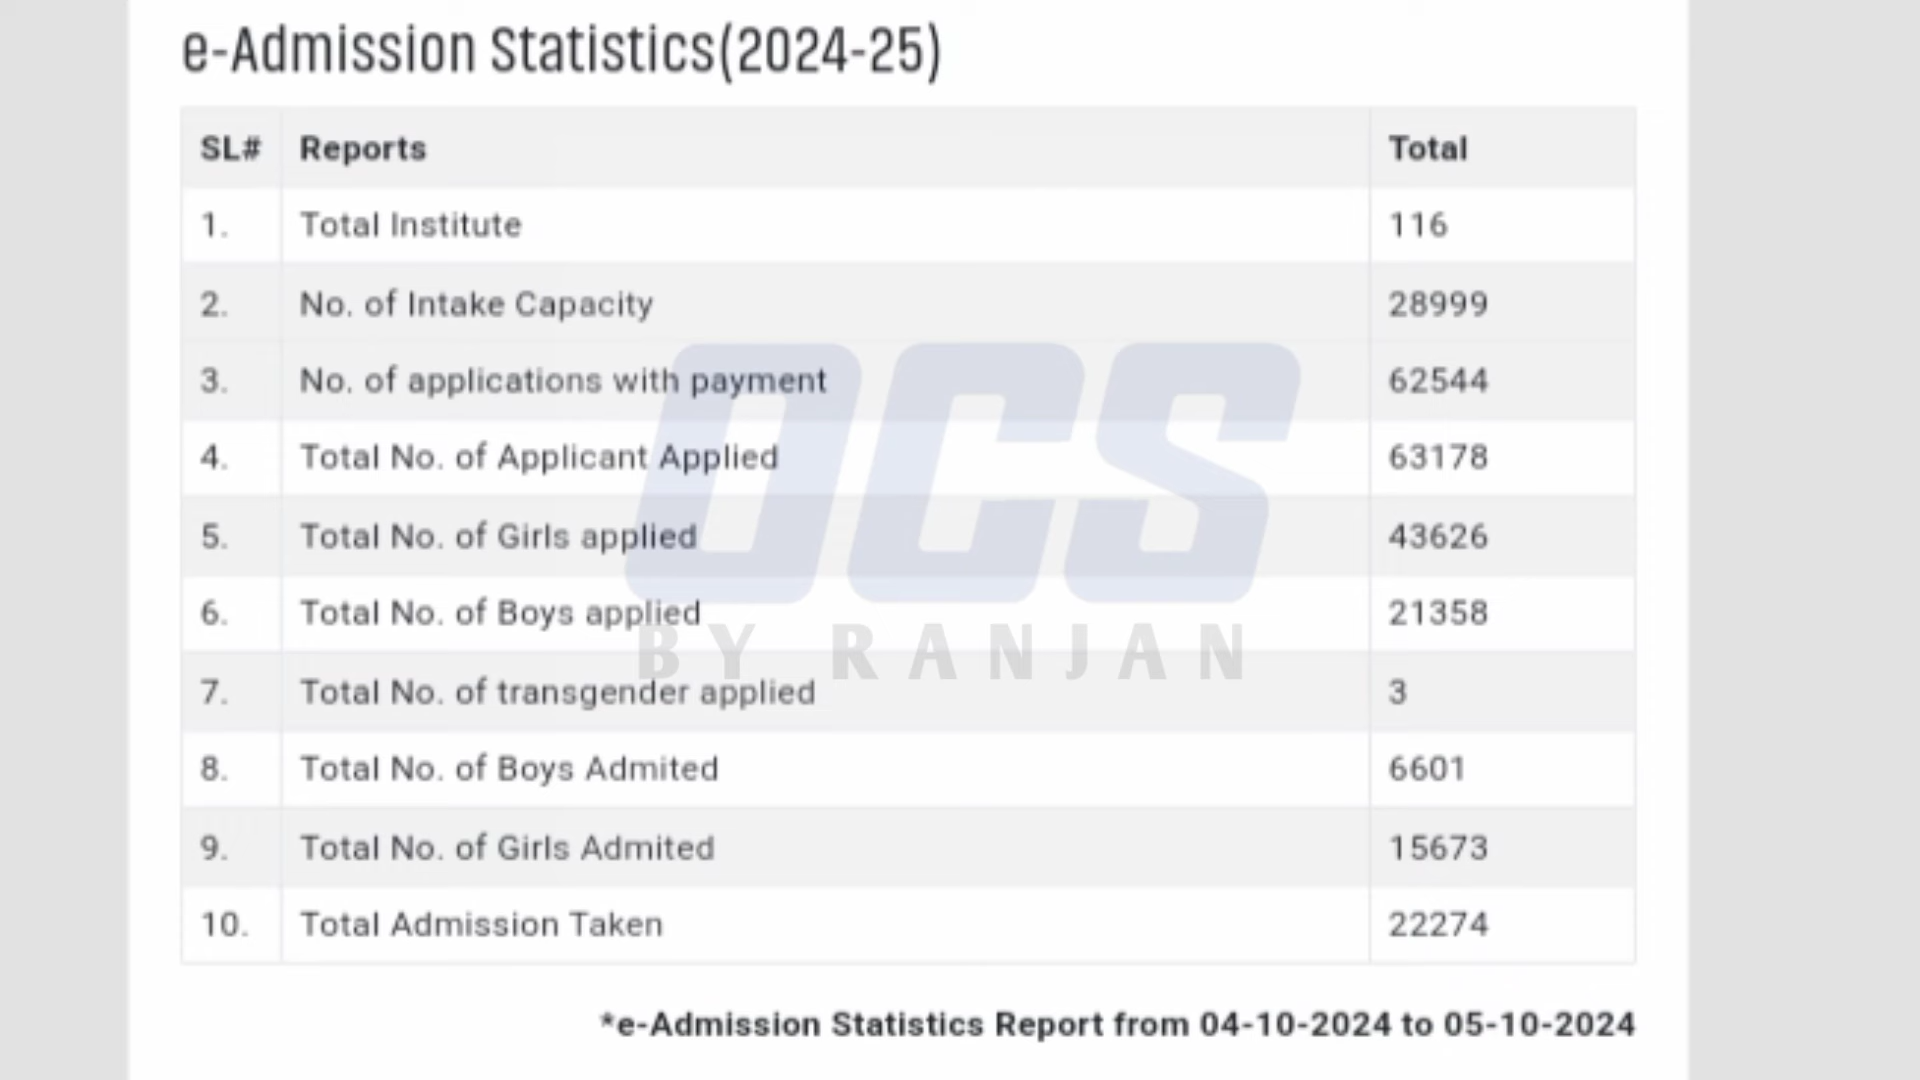 e-Admission Statistics(2024-25)
SL# Reports Total
1. Total Institute 116
2. No. of Intake Capacity 28999
3. No. of applications with payment 62544
4. Total No. of Applicant Applied 63178
5. Total No. of Girls applied 43626
6. Total No. of Boys applied 21358
7. Total No. of transgender applied 3
8. Total No. of Boys Admited 6601
9. Total No. of Girls Admited 15673
10. Total Admission Taken 22274
*e-Admission Statistics Report from 04-10-2024 to 05-10-2024
OCS
BY RANJAN